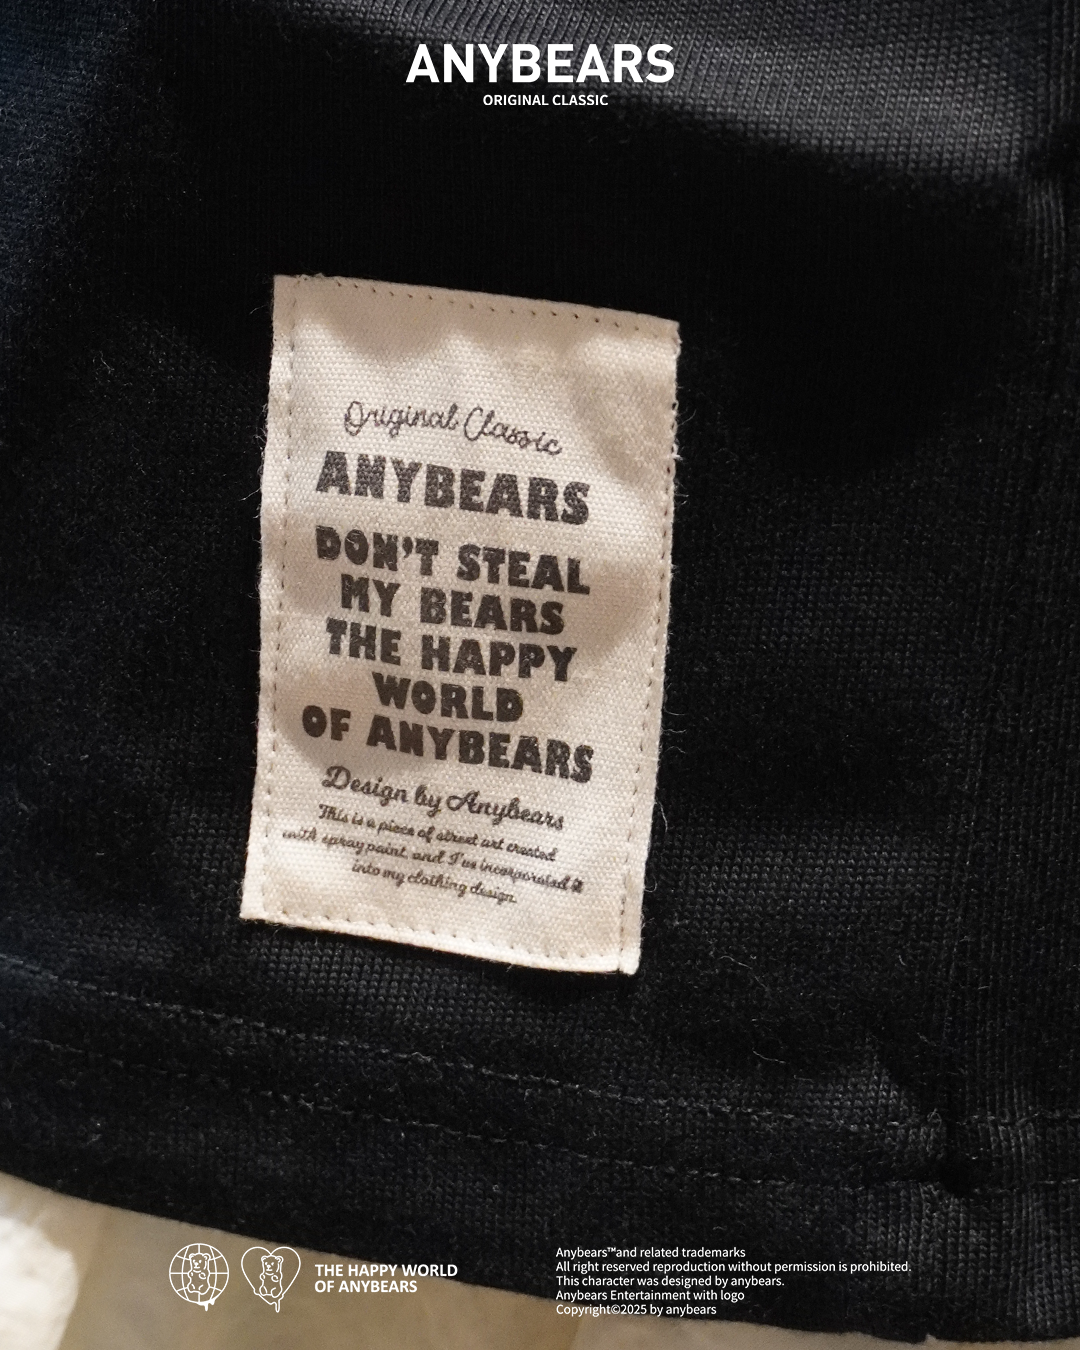 ANYBEARS
ORIGINAL CLASSIC
Original Classic
ANYBEARS
DON'T STEAL
MY BEARS
THE HAPPY
WORLD
OF ANYBEARS
Design by Anybears
This is a piece of street art created
with spray paint, and I've incorporated it
into my clothing design.
THE HAPPY WORLD
OF ANYBEARS
Anybears™and related trademarks
All right reserved reproduction without permission is prohibited.
This character was designed by anybears.
Anybears Entertainment with logo
Copyright©2025 by anybears